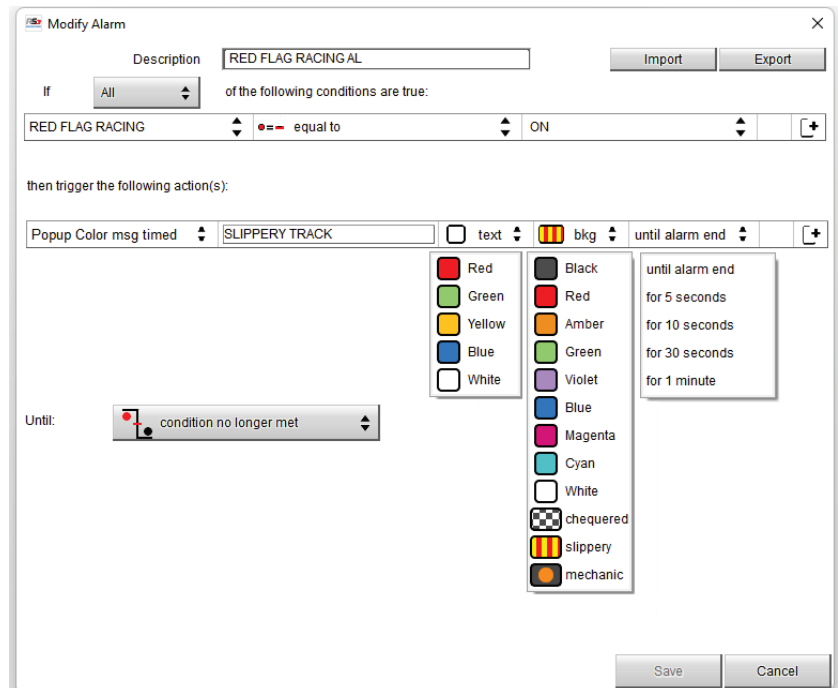 RS3 Modify Alarm
Description RED FLAG RACING AL Import Export
If All of the following conditions are true:
RED FLAG RACING equal to ON
then trigger the following action(s):
Popup Color msg timed SLIPPERY TRACK text bkg until alarm end
Red Black until alarm end
Green Red for 5 seconds
Yellow Amber for 10 seconds
Blue Green for 30 seconds
White Violet for 1 minute
Blue
Until: condition no longer met
Magenta
Cyan
White
chequered
slippery
mechanic
Save Cancel